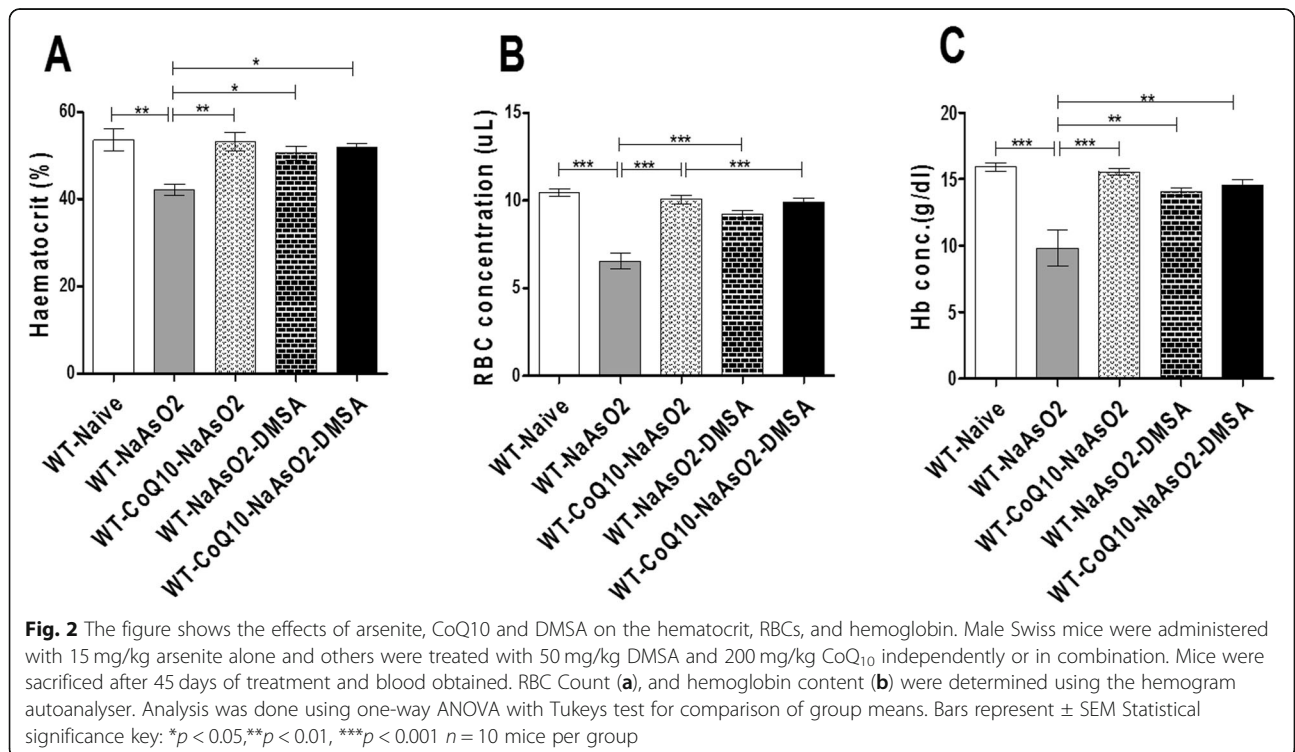 A
B
C
*
*
**
**
60
40
20
0
Haematocrit (%)
WT-Naive
WT-NaAsO2
WT-CoQ10-NaAsO2
WT-NaAsO2-DMSA
WT-CoQ10-NaAsO2-DMSA
***
***
***
***
15
10
5
0
RBC concentration (uL)
WT-Naive
WT-NaAsO2
WT-CoQ10-NaAsO2
WT-NaAsO2-DMSA
WT-CoQ10-NaAsO2-DMSA
**
**
***
***
20
15
10
5
0
Hb conc.(g/dl)
WT-Naive
WT-NaAsO2
WT-CoQ10-NaAsO2
WT-NaAsO2-DMSA
WT-CoQ10-NaAsO2-DMSA
Fig. 2 The figure shows the effects of arsenite, CoQ10 and DMSA on the hematocrit, RBCs, and hemoglobin. Male Swiss mice were administered
with 15 mg/kg arsenite alone and others were treated with 50 mg/kg DMSA and 200 mg/kg CoQ10 independently or in combination. Mice were
sacrificed after 45 days of treatment and blood obtained. RBC Count (a), and hemoglobin content (b) were determined using the hemogram
autoanalyser. Analysis was done using one-way ANOVA with Tukeys test for comparison of group means. Bars represent ± SEM Statistical
significance key: *p < 0.05,**p < 0.01, ***p < 0.001 n = 10 mice per group